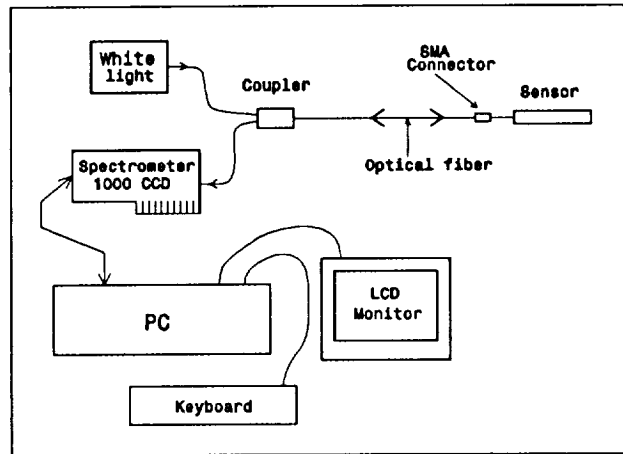 White
light
Coupler
SMA
Connector
Sensor
Optical fiber
Spectrometer
1000 CCD
PC
LCD
Monitor
Keyboard